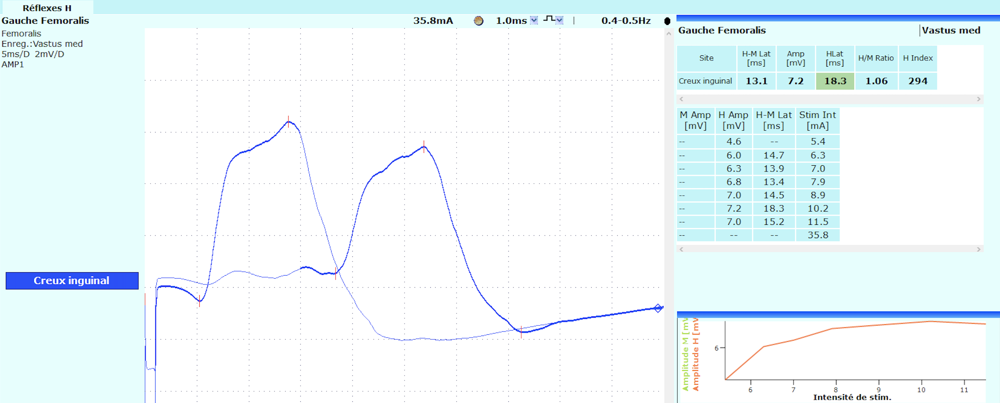 Réflexes H
Gauche Femoralis
35.8mA 1.0ms 0.4-0.5Hz
Femoralis
Enreg.:Vastus med
5ms/D 2mV/D
AMP1
Creux inguinal
Gauche Femoralis Vastus med
Site H-M Lat [ms] Amp [mV] HLat [ms] H/M Ratio H Index
Creux inguinal 13.1 7.2 18.3 1.06 294
M Amp [mV] H Amp [mV] H-M Lat [ms] Stim Int [mA]
-- 4.6 -- 5.4
-- 6.0 14.7 6.3
-- 6.3 13.9 7.0
-- 6.8 13.4 7.9
-- 7.0 14.5 8.9
-- 7.2 18.3 10.2
-- 7.0 15.2 11.5
-- -- -- 35.8
Amplitude M [mV
Amplitude H [mV
6
6 7 8 9 10 11
Intensité de stim.